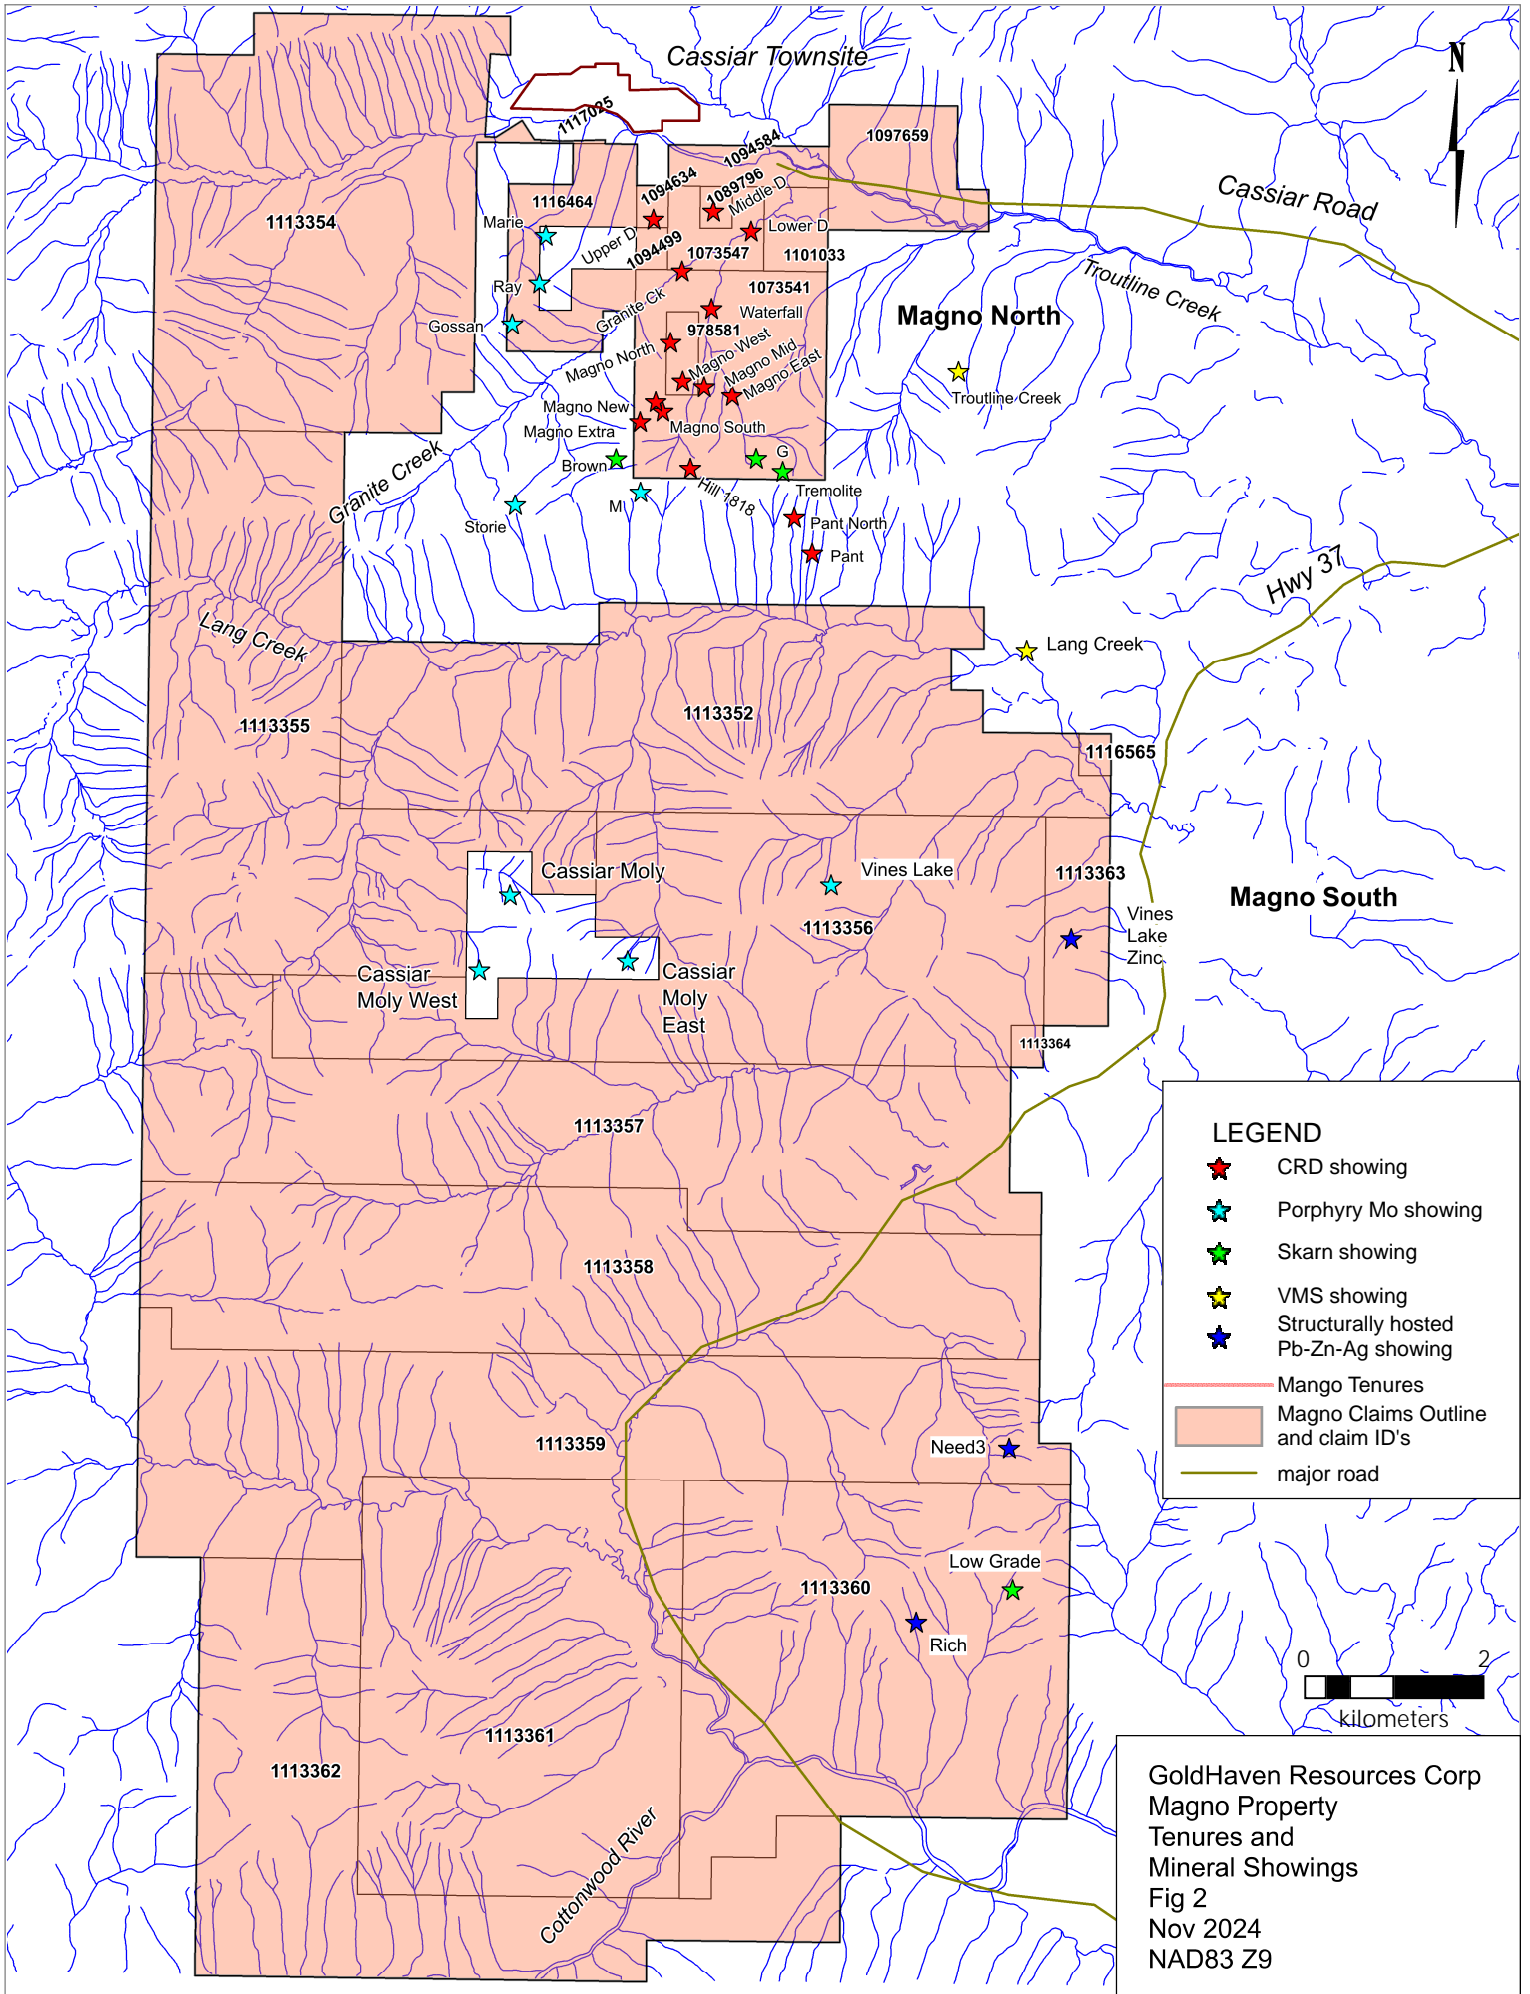 Cassiar Townsite
N
1117025
1094584
1097659
1094634
1089796
Middle D
Cassiar Road
1116464
Marie
1113354
Upper D
Lower D
1094499
1073547
1101033
Troutline Creek
Ray
1073541
Granite Ck
Waterfall
Magno North
Gossan
978581
Magno North
Magno West
Magno Mid
Magno East
Troutline Creek
Magno New
Magno Extra
Magno South
G
Brown
Granite Creek
Hill 1818
Tremolite
M
Storie
Pant North
Pant
Hwy 37
Lang Creek
Lang Creek
1113355
1113352
1116565
Cassiar Moly
Vines Lake
1113363
Magno South
1113356
Vines
Lake
Zinc
Cassiar
Moly West
Cassiar
Moly
East
1113364
1113357
LEGEND
CRD showing
Porphyry Mo showing
Skarn showing
VMS showing
Structurally hosted
Pb-Zn-Ag showing
Mango Tenures
Magno Claims Outline
and claim ID's
major road
1113358
1113359
Need3
Low Grade
1113360
Rich
0 2
kilometers
1113361
1113362
Cottonwood River
GoldHaven Resources Corp
Magno Property
Tenures and
Mineral Showings
Fig 2
Nov 2024
NAD83 Z9